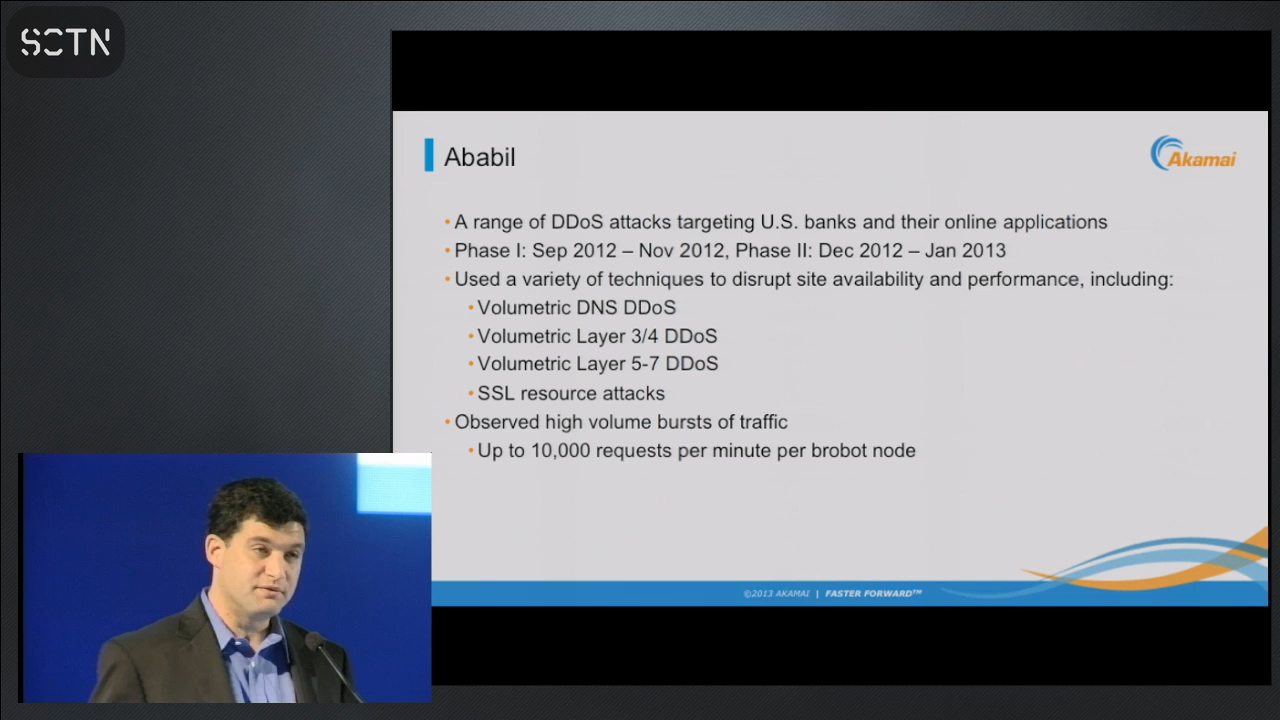 SCTN
Ababil
Akamai
• A range of DDoS attacks targeting U.S. banks and their online applications
• Phase I: Sep 2012 – Nov 2012, Phase II: Dec 2012 – Jan 2013
• Used a variety of techniques to disrupt site availability and performance, including:
• Volumetric DNS DDoS
• Volumetric Layer 3/4 DDoS
• Volumetric Layer 5-7 DDoS
• SSL resource attacks
• Observed high volume bursts of traffic
• Up to 10,000 requests per minute per brobot node
©2013 AKAMAI | FASTER FORWARD™